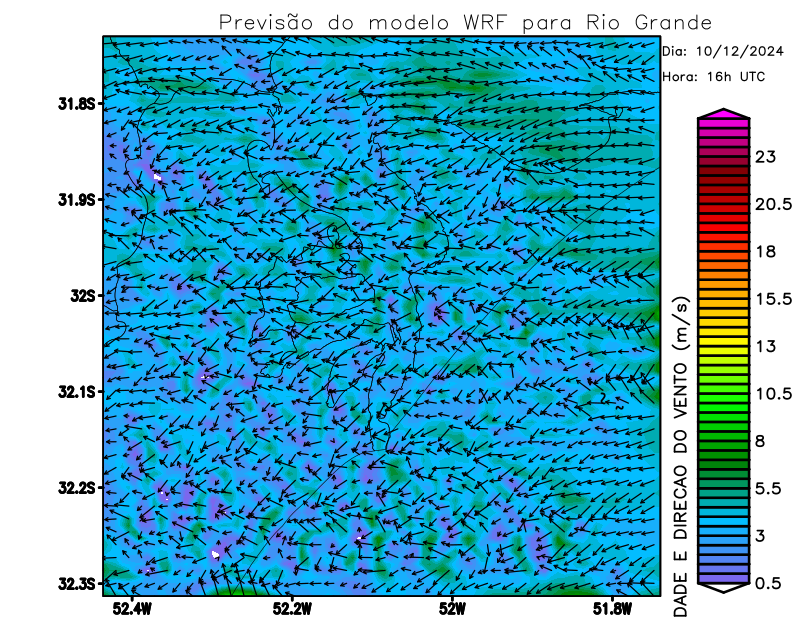 Previsão do modelo WRF para Rio Grande
Dia: 10/12/2024
Hora: 16h UTC
31.8S
31.9S
32S
32.1S
32.2S
32.3S
52.4W
52.2W
52W
51.8W
DADE E DIRECAO DO VENTO (m/s)
23
20.5
18
15.5
13
10.5
8
5.5
3
0.5